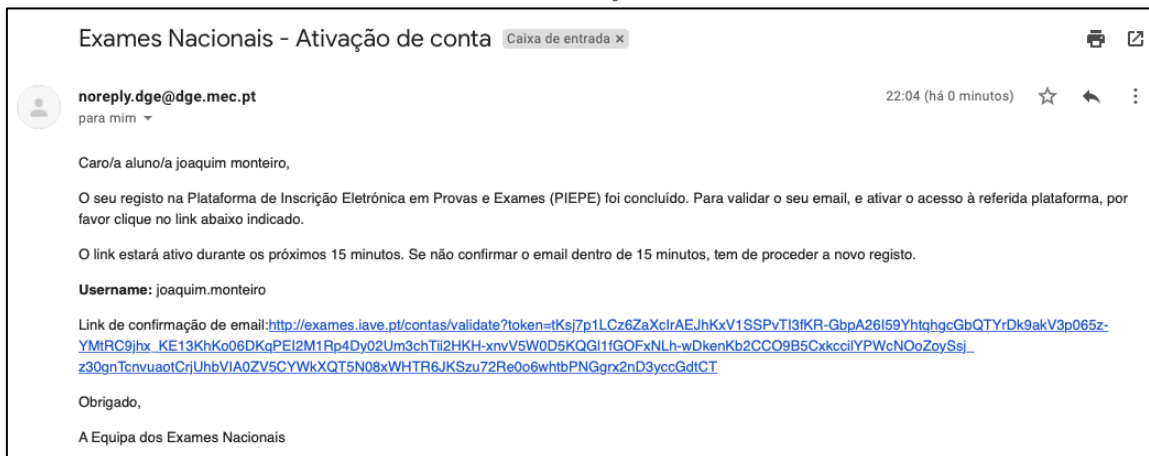 Exames Nacionais - Ativação de conta Caixa de entrada ×
noreply.dge@dge.mec.pt 22:04 (há 0 minutos)
para mim
Caro/a aluno/a joaquim monteiro,
O seu registo na Plataforma de Inscrição Eletrónica em Provas e Exames (PIEPE) foi concluído. Para validar o seu email, e ativar o acesso à referida plataforma, por
favor clique no link abaixo indicado.
O link estará ativo durante os próximos 15 minutos. Se não confirmar o email dentro de 15 minutos, tem de proceder a novo registo.
Username: joaquim.monteiro
Link de confirmação de email:http://exames.iave.pt/contas/validate?token=tKsj7p1LCz6ZaXcIrAEJhKxV1SSPvTI3fKR-GbpA26I59YhtqhgcGbQTYrDk9akV3p065z-
YMtRC9jhx_KE13KhKo06DKqPEI2M1Rp4Dy02Um3chTii2HKH-xnvV5W0D5KQGl1fGOFxNLh-wDkenKb2CCO9B5CxkccilYPWcNOoZoySsj_
z30gnTcnvuaotCrjUhbVIA0ZV5CYWkXQT5N08xWHTR6JKSzu72Re0o6whtbPNGgrx2nD3yccGdtCT
Obrigado,
A Equipa dos Exames Nacionais